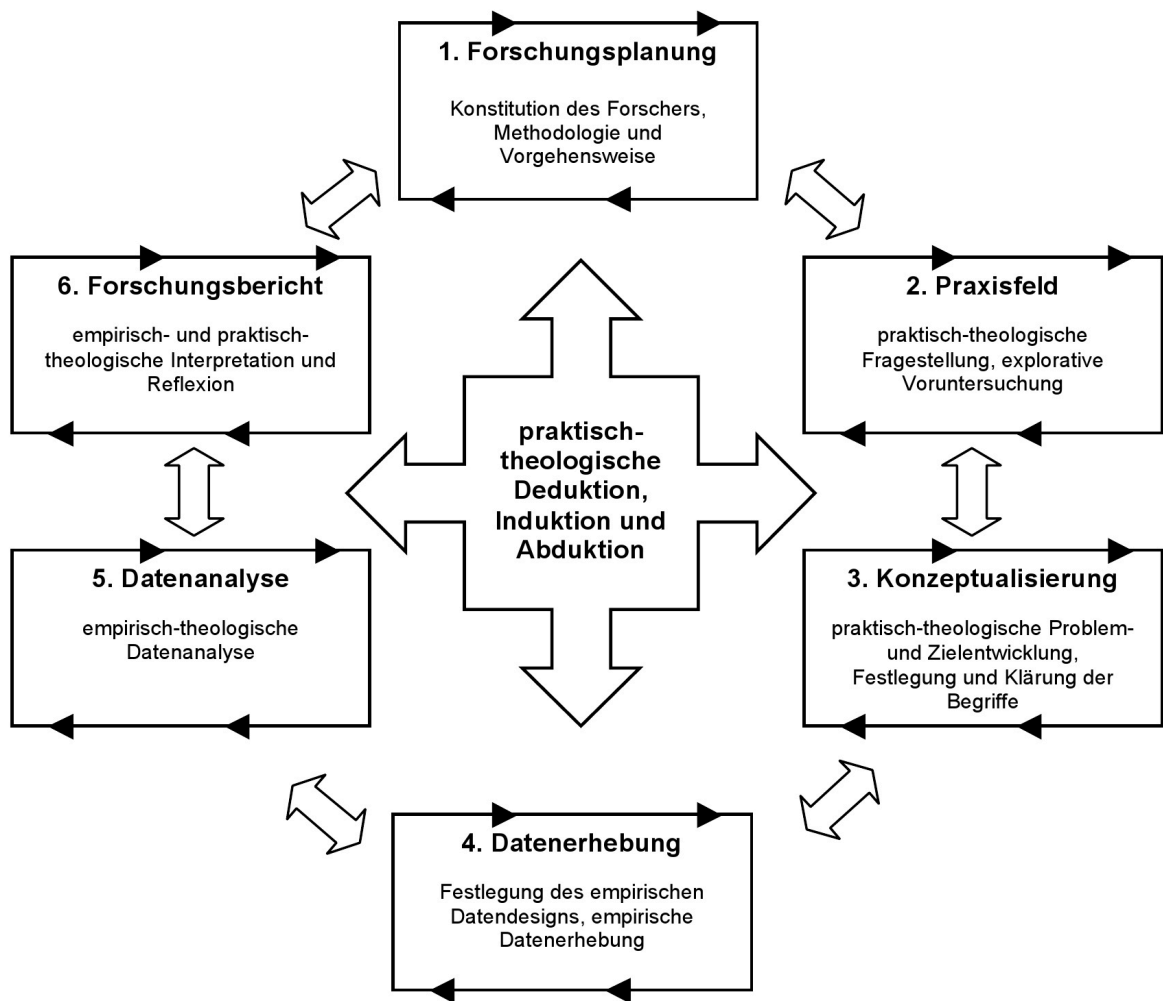 1. Forschungsplanung
Konstitution des Forschers,
Methodologie und
Vorgehensweise
2. Praxisfeld
praktisch-theologische
Fragestellung, explorative
Voruntersuchung
3. Konzeptualisierung
praktisch-theologische Problem-
und Zielentwicklung,
Festlegung und Klärung der
Begriffe
4. Datenerhebung
Festlegung des empirischen
Datendesigns, empirische
Datenerhebung
5. Datenanalyse
empirisch-theologische
Datenanalyse
6. Forschungsbericht
empirisch- und praktisch-
theologische Interpretation und
Reflexion
praktisch-
theologische
Deduktion,
Induktion und
Abduktion